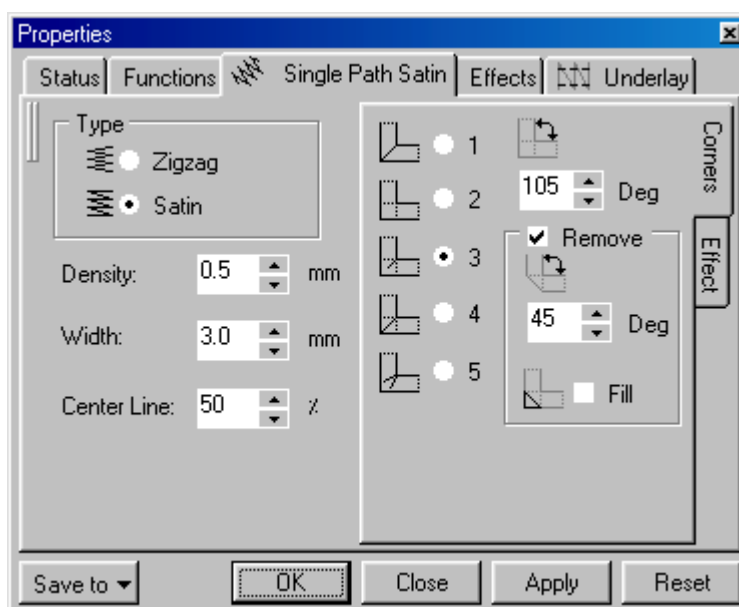 Properties
Status Functions Single Path Satin Effects Underlay
Type
Zigzag
Satin
Density: 0.5 mm
Width: 3.0 mm
Center Line: 50 %
1
2
3
4
5
105 Deg
Remove
45 Deg
Fill
Corners
Effect
Save to OK Close Apply Reset